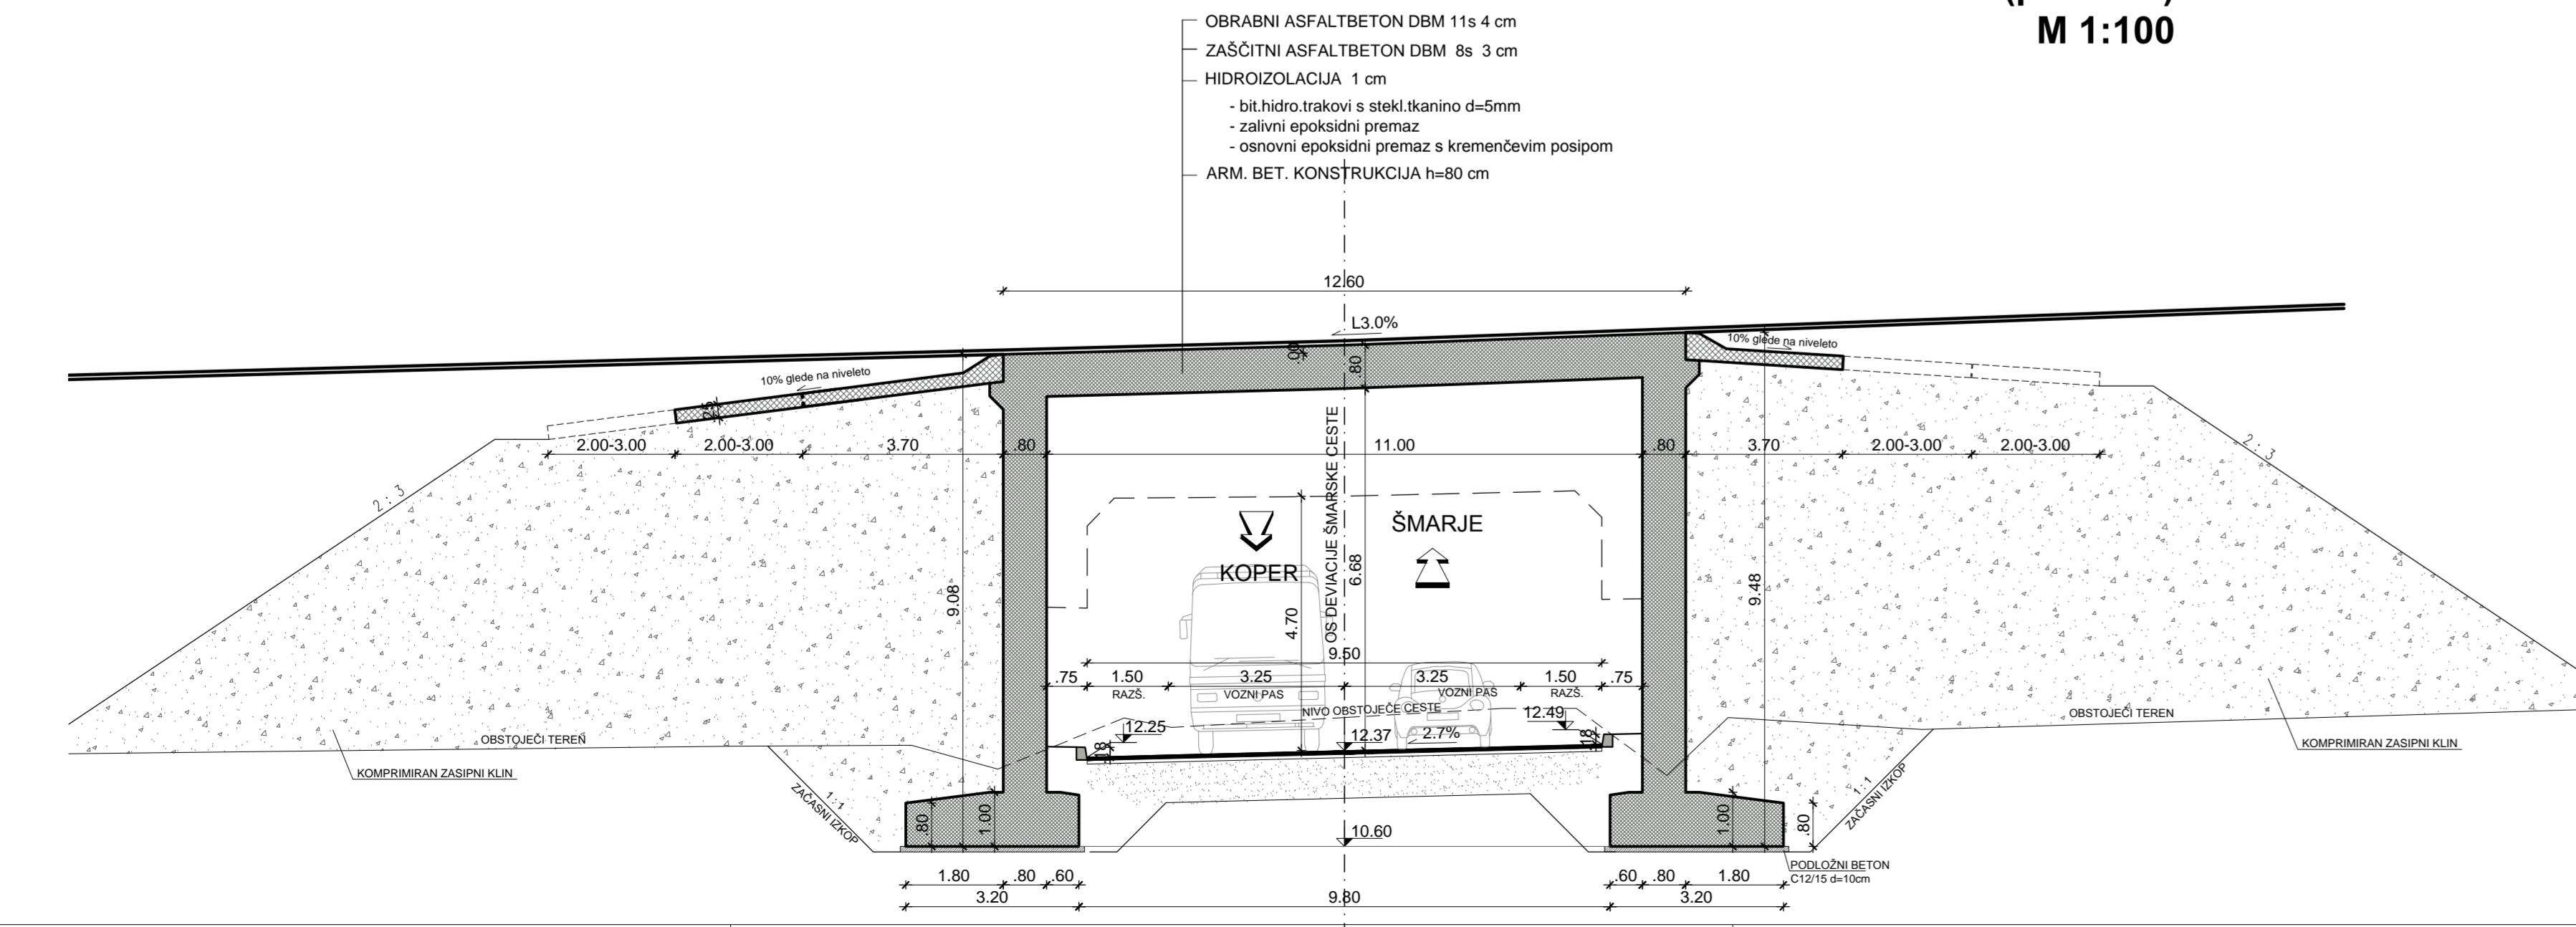 M 1:100
OBRABNI ASFALTBETON DBM 11s 4 cm
ZAŠČITNI ASFALTBETON DBM 8s 3 cm
HIDROIZOLACIJA 1 cm
- bit.hidro.trakovi s stekl.tkanino d=5mm
- zalivni epoksidni premaz
- osnovni epoksidni premaz s kremenčevim posipom
ARM. BET. KONSTRUKCIJA h=80 cm
12.60
L3.0%
.80
10% glede na niveleto
10% glede na niveleto
25
2.00-3.00
2.00-3.00
3.70
.80
11.00
.80
3.70
2.00-3.00
2.00-3.00
2:3
2:3
OS DEVIACIJE ŠMARSKE CESTE
KOPER
ŠMARJE
9.08
4.70
6.68
9.48
9.50
.75
1.50
3.25
3.25
1.50
.75
RAZŠ.
VOZNI PAS
VOZNI PAS
RAZŠ.
NIVO OBSTOJEČE CESTE
12.25
12.37
2.7%
12.49
18
18
OBSTOJEČI TEREN
OBSTOJEČI TEREN
KOMPRIMIRAN ZASIPNI KLIN
KOMPRIMIRAN ZASIPNI KLIN
1:1
ZAČASNI IZKOP
1:1
ZAČASNI IZKOP
.80
1.00
10.60
1.00
.80
PODLOŽNI BETON
C12/15 d=10cm
1.80
.80
.60
.60
.80
1.80
3.20
9.80
3.20